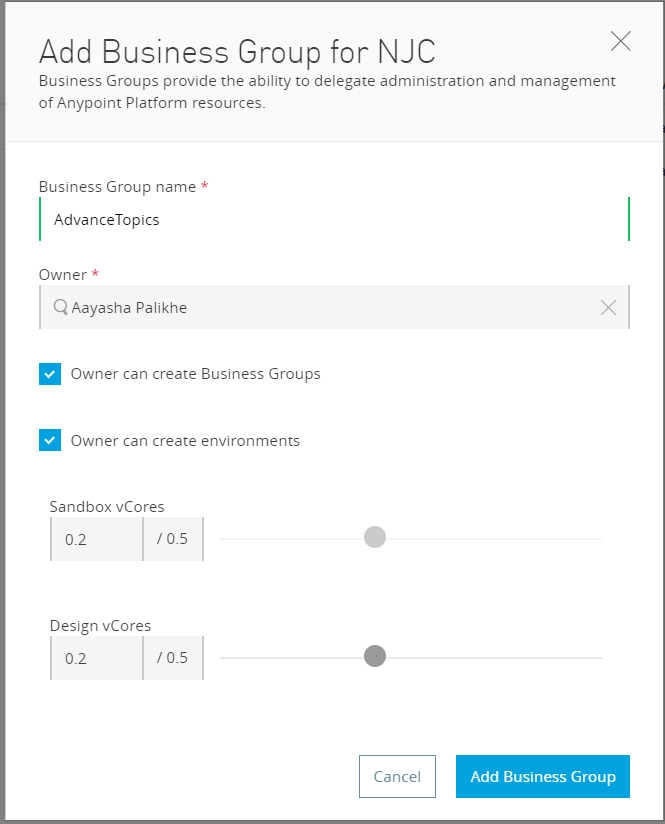 Add Business Group for NJC
Business Groups provide the ability to delegate administration and management
of Anypoint Platform resources.
Business Group name *
AdvanceTopics
Owner *
Aayasha Palikhe
Owner can create Business Groups
Owner can create environments
Sandbox vCores
0.2 / 0.5
Design vCores
0.2 / 0.5
Cancel Add Business Group